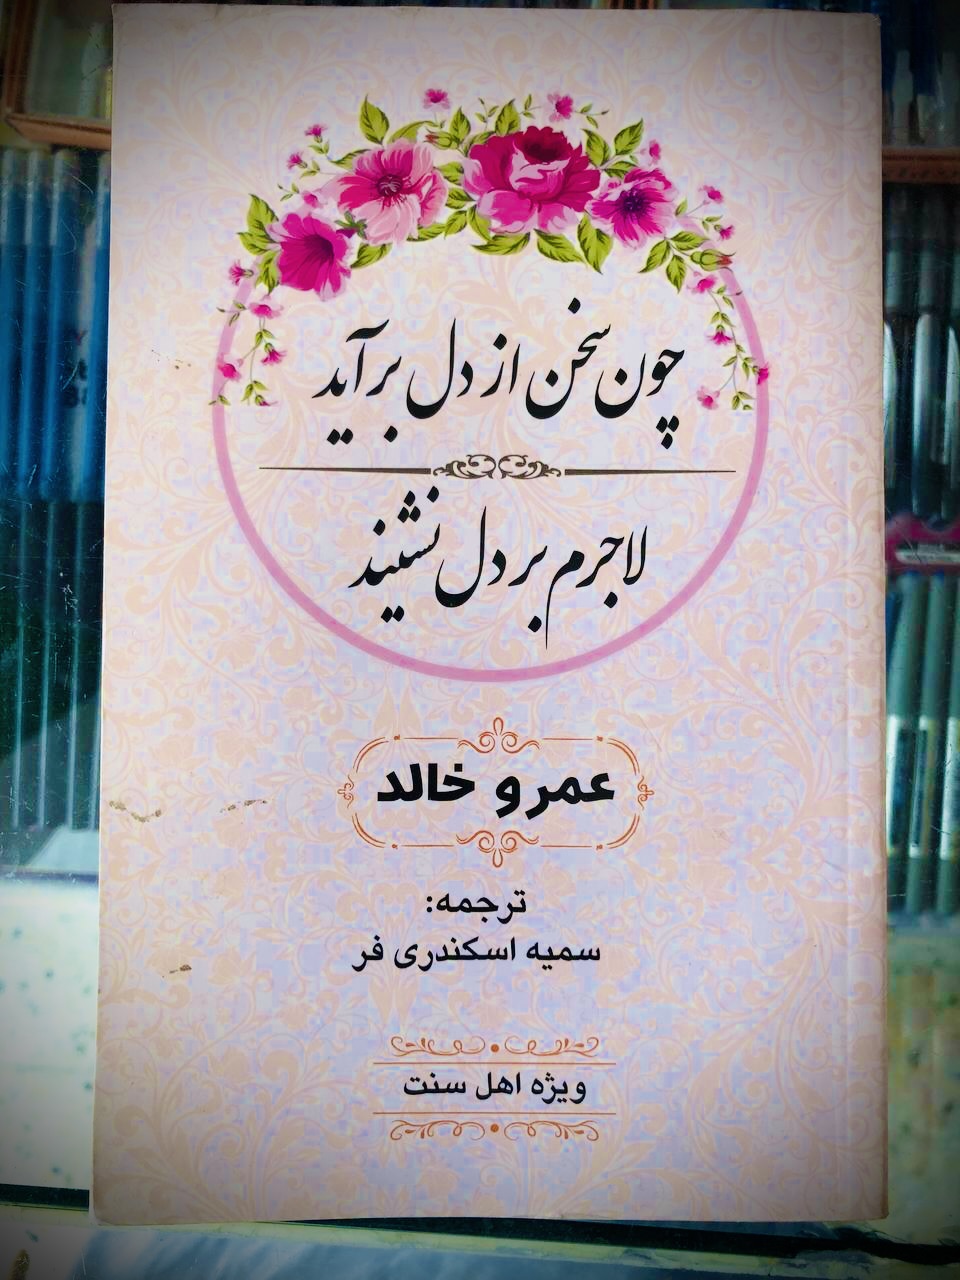 چون سخن از دل برآید
لاجرم بر دل نشیند
عمرو خالد
ترجمه:
سمیه اسکندری فر
ویژه اهل سنت